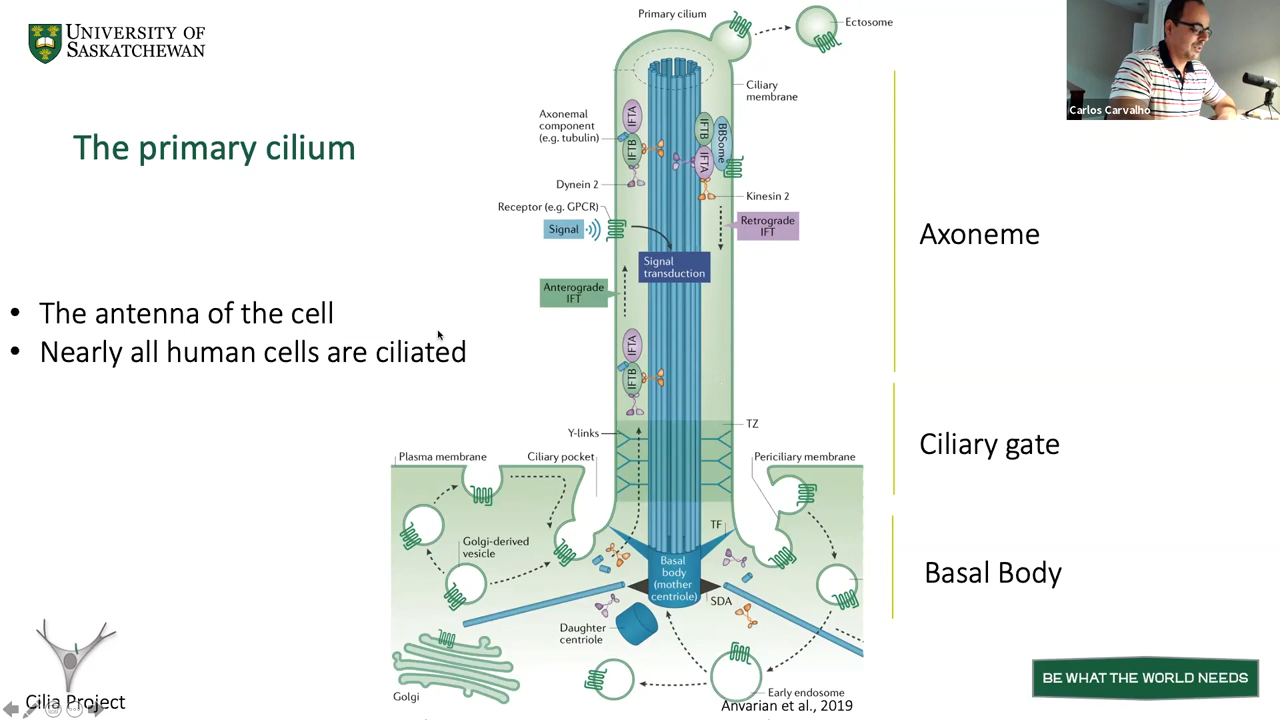 UNIVERSITY OF
SASKATCHEWAN
The primary cilium
• The antenna of the cell
• Nearly all human cells are ciliated
Primary cilium
Ectosome
Ciliary
membrane
Axonemal
component
(e.g. tubulin)
IFTA
IFTB
IFTB
BBSome
IFTA
Dynein 2
Kinesin 2
Receptor (e.g. GPCR)
Signal
Retrograde
IFT
Signal
transduction
Anterograde
IFT
IFTA
IFTB
Y-links
TZ
Plasma membrane
Ciliary pocket
Periciliary membrane
Golgi-derived
vesicle
TF
Basal
body
(mother
centriole)
SDA
Daughter
centriole
Golgi
Early endosome
Anvarian et al., 2019
Axoneme
Ciliary gate
Basal Body
Carlos Carvalho
Cilia Project
BE WHAT THE WORLD NEEDS